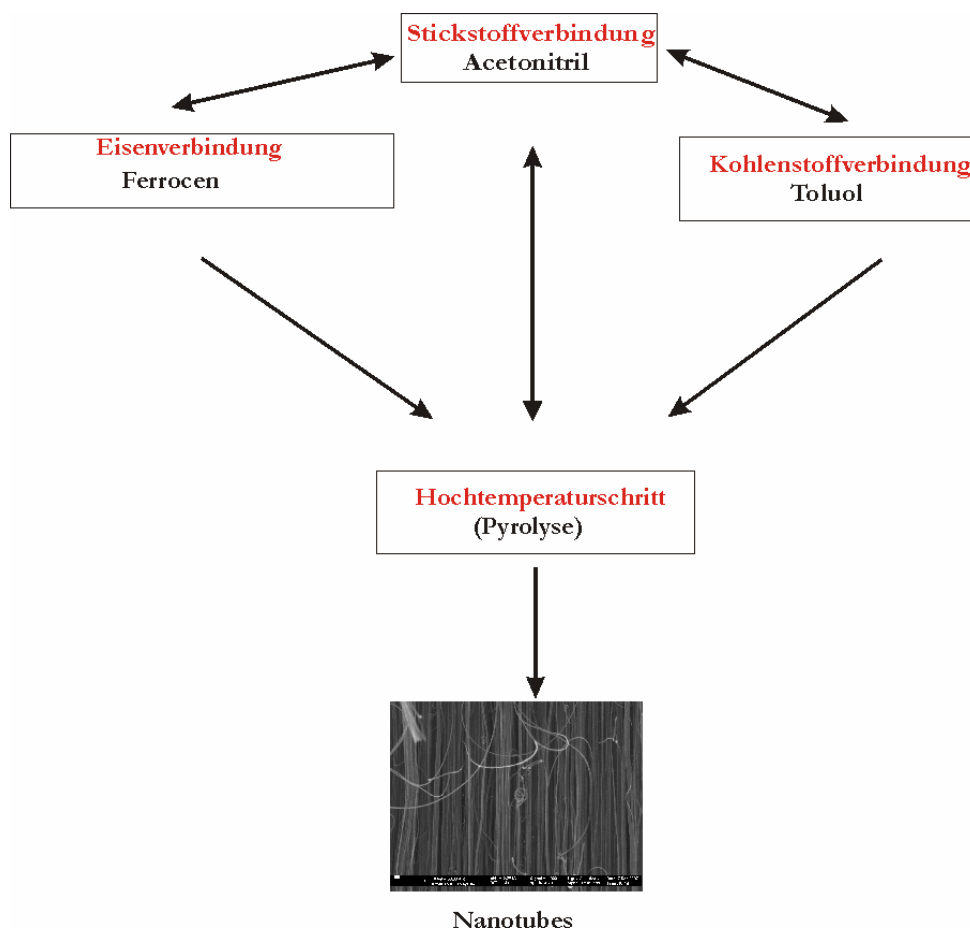 Stickstoffverbindung
Acetonitril
Eisenverbindung
Ferrocen
Kohlenstoffverbindung
Toluol
Hochtemperaturschritt
(Pyrolyse)
Nanotubes